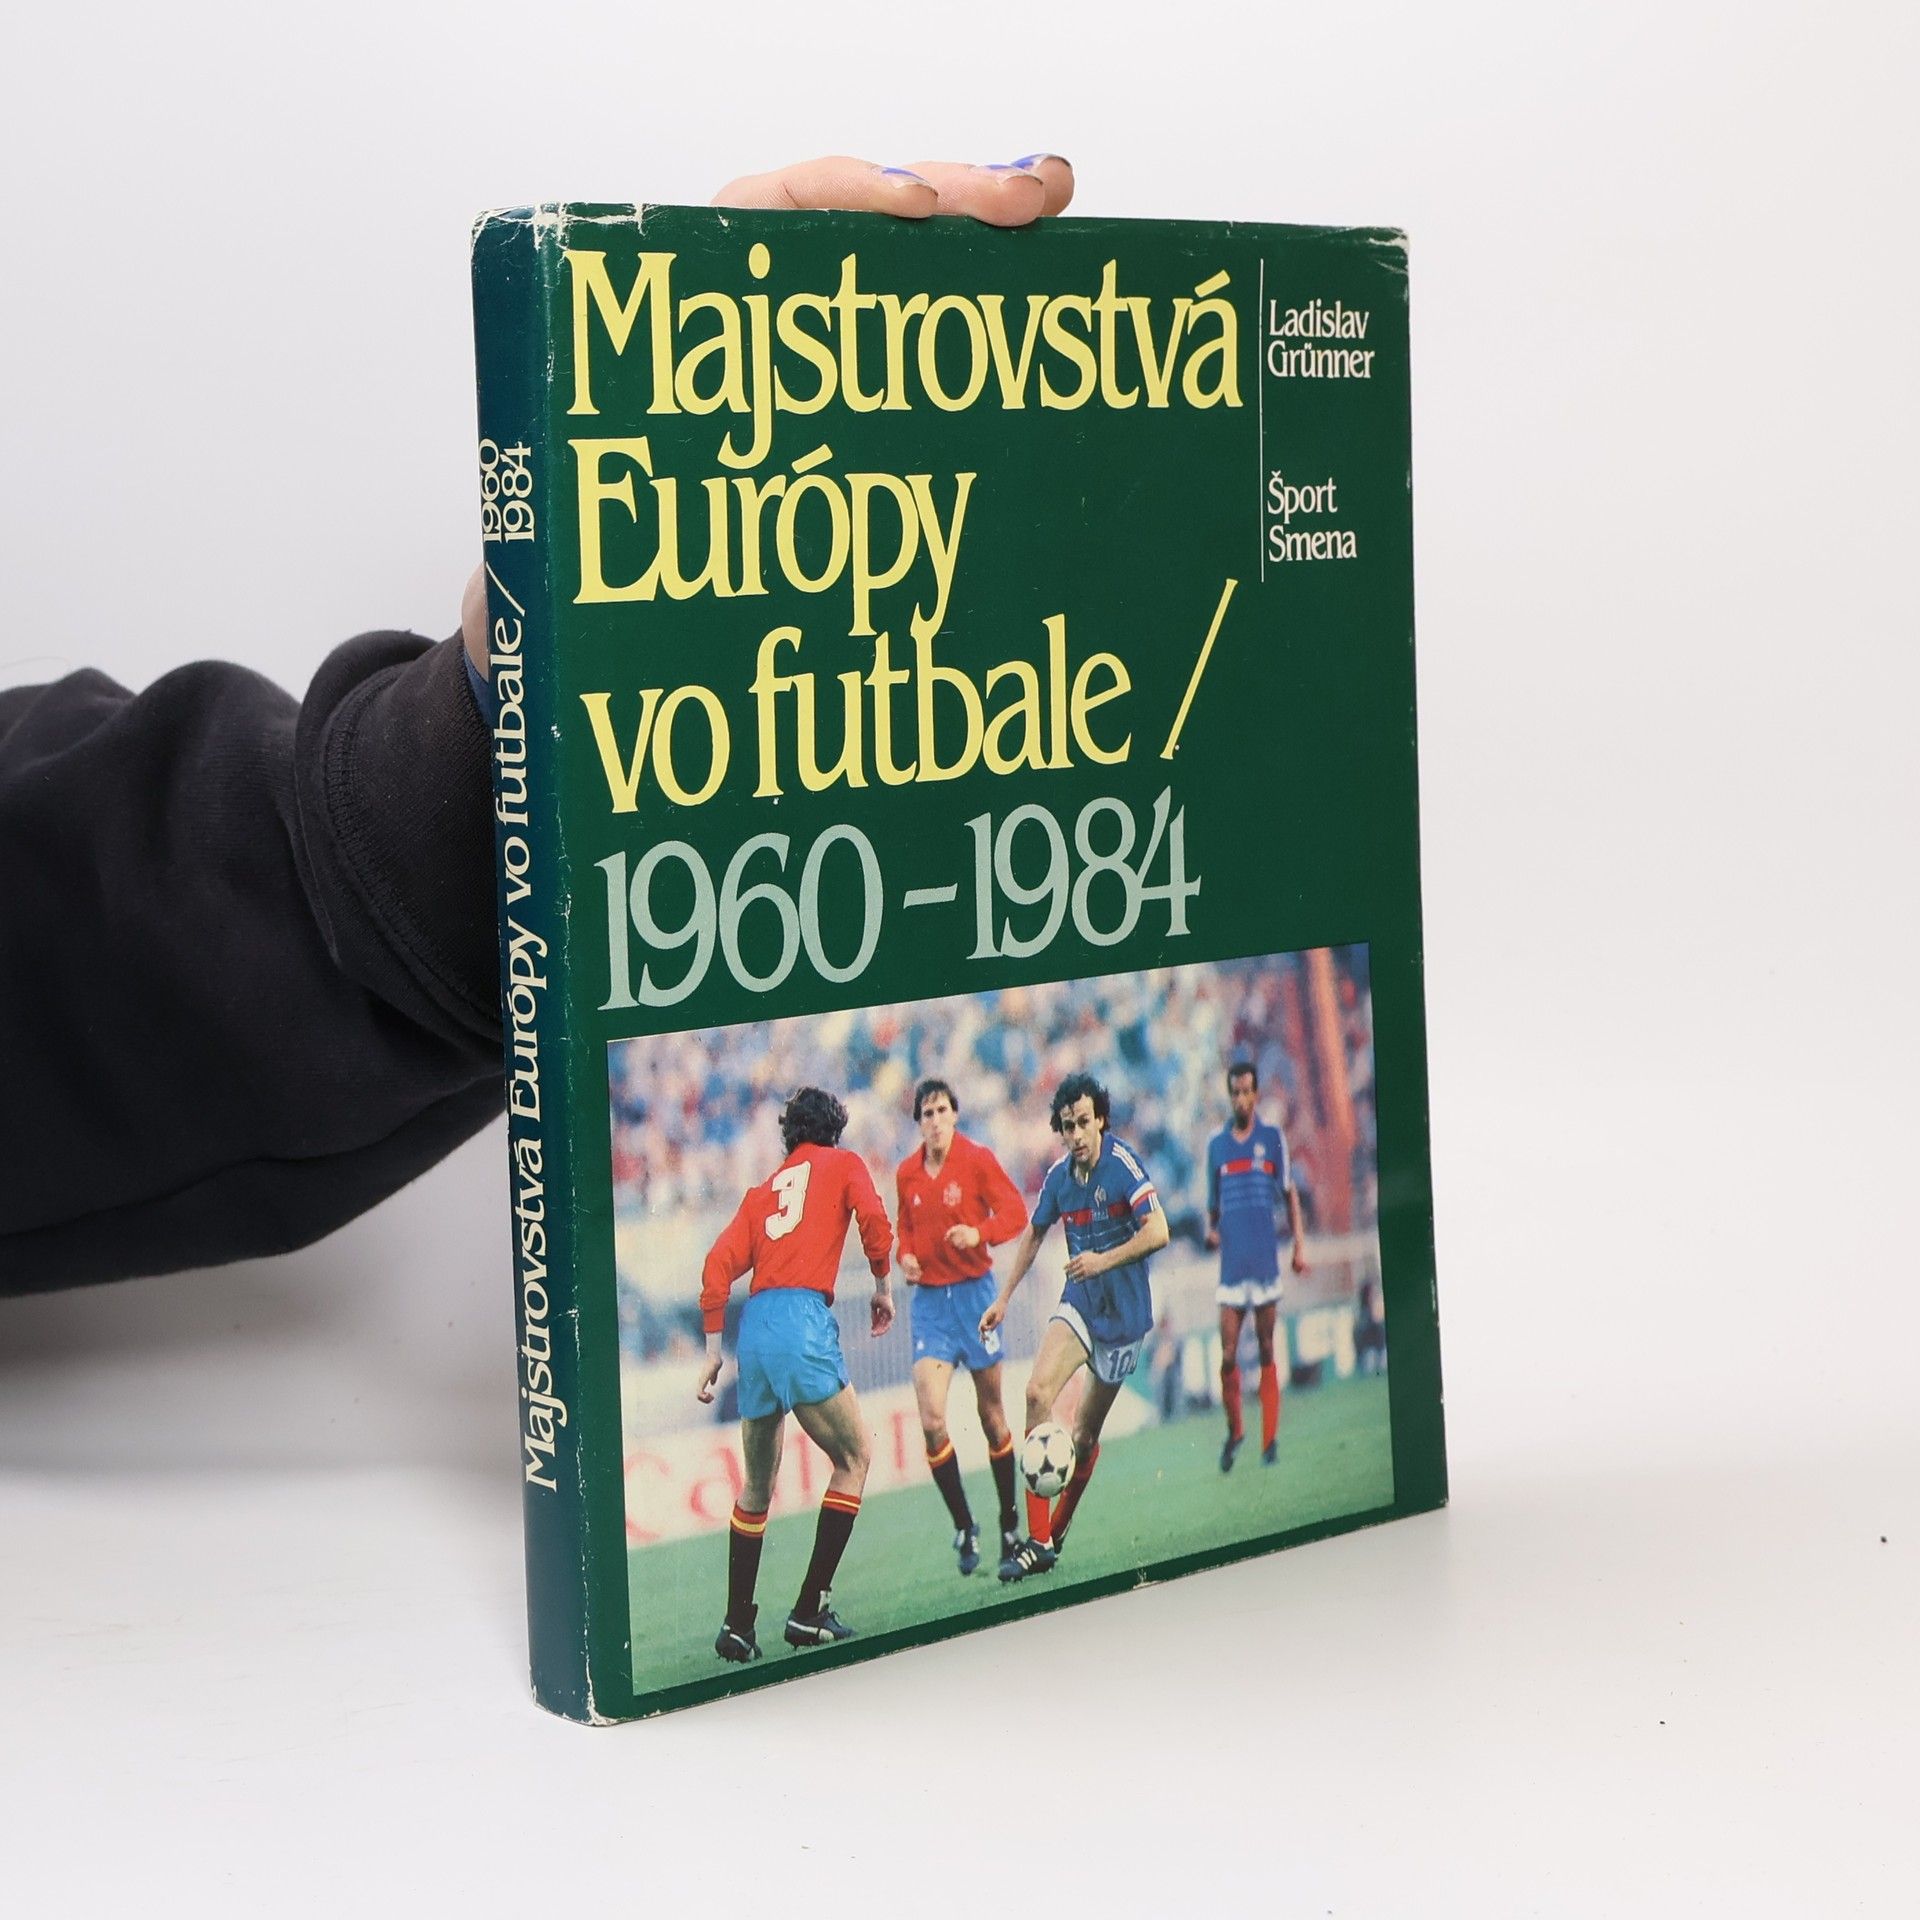 Majstrovstvá
Európy
vo futbale /
1960-1984
Ladislav
Grünner
Šport
Smena
Majstrovstvá Európy vo futbale / 1960
1984
3
10